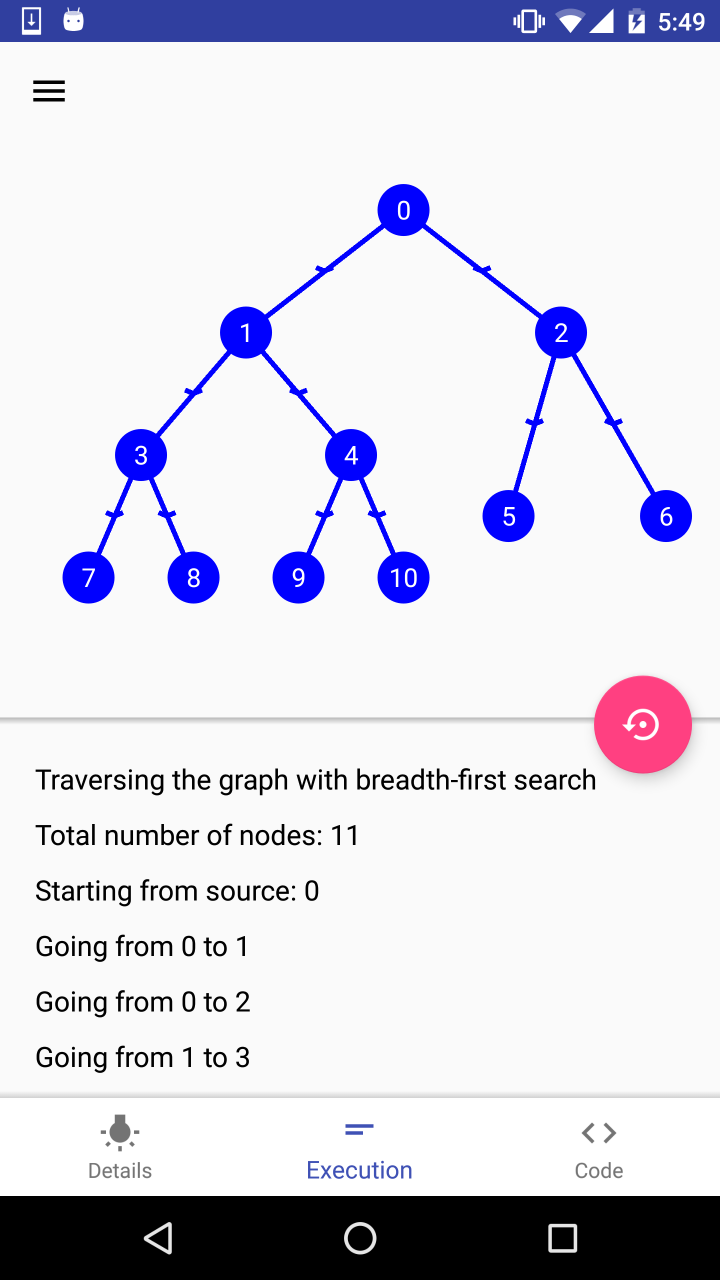 5:49
0
1 2
3 4
5 6
7 8 9 10
Traversing the graph with breadth-first search
Total number of nodes: 11
Starting from source: 0
Going from 0 to 1
Going from 0 to 2
Going from 1 to 3
Details Execution Code